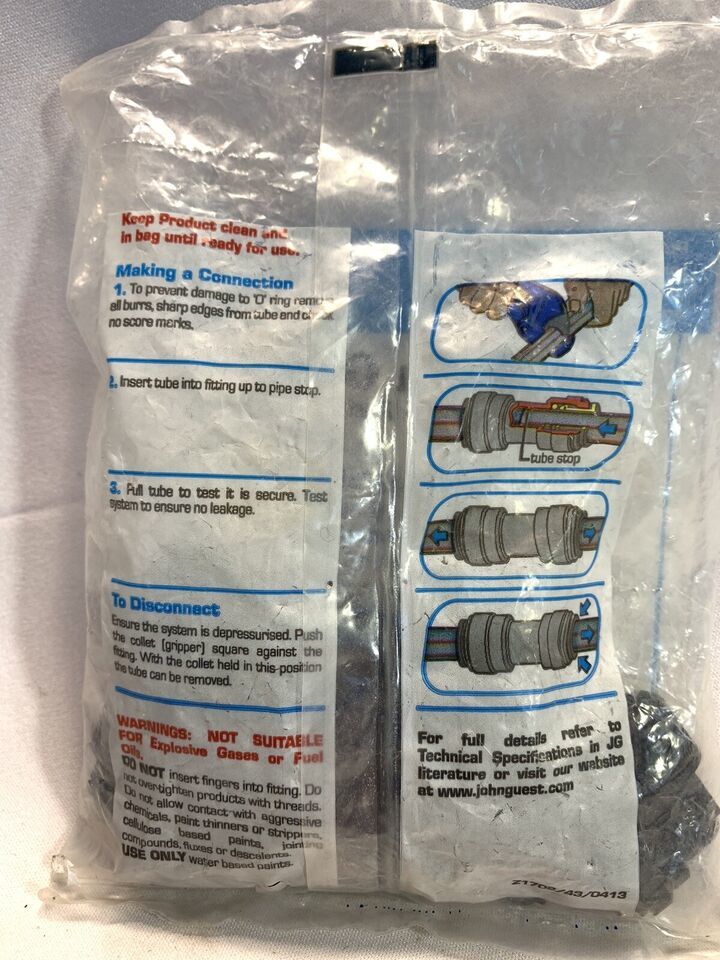 Keep Product clean and
in bag until ready for use.
Making a Connection
1. To prevent damage to 'O' ring remove
all burrs, sharp edges from tube and check
no score marks.
2. Insert tube into fitting up to pipe stop.
3. Pull tube to test it is secure. Test
system to ensure no leakage.
To Disconnect
Ensure the system is depressurised. Push
the collet (gripper) square against the
fitting. With the collet held in this position
the tube can be removed.
WARNINGS: NOT SUITABLE
FOR Explosive Gases or Fuel
Oils.
DO NOT insert fingers into fitting. Do
not over-tighten products with threads.
Do not allow contact with aggressive
chemicals, paint thinners or strippers,
cellulose based paints, jointing
compounds, fluxes or descalents.
USE ONLY water based paints.
tube stop
For full details refer to
Technical Specifications in JG
literature or visit our website
at www.johnguest.com
/43/0413